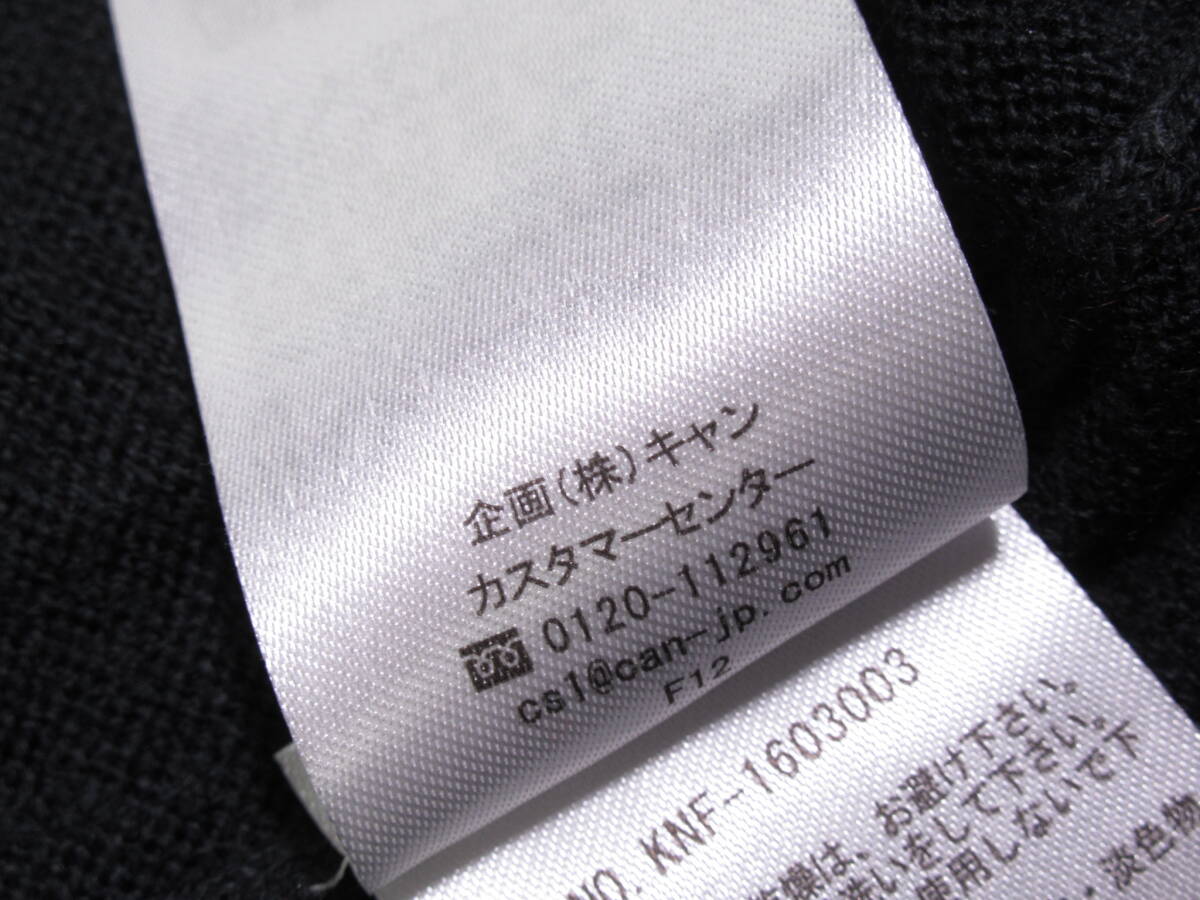 企画(株)キャン
カスタマーセンター
0120-112961
cs1@can-jp.com
F12
NO. KNF-1603003
燥は、お避け下さい。
洗いをして下さい。
使用しないで下
・淡色物